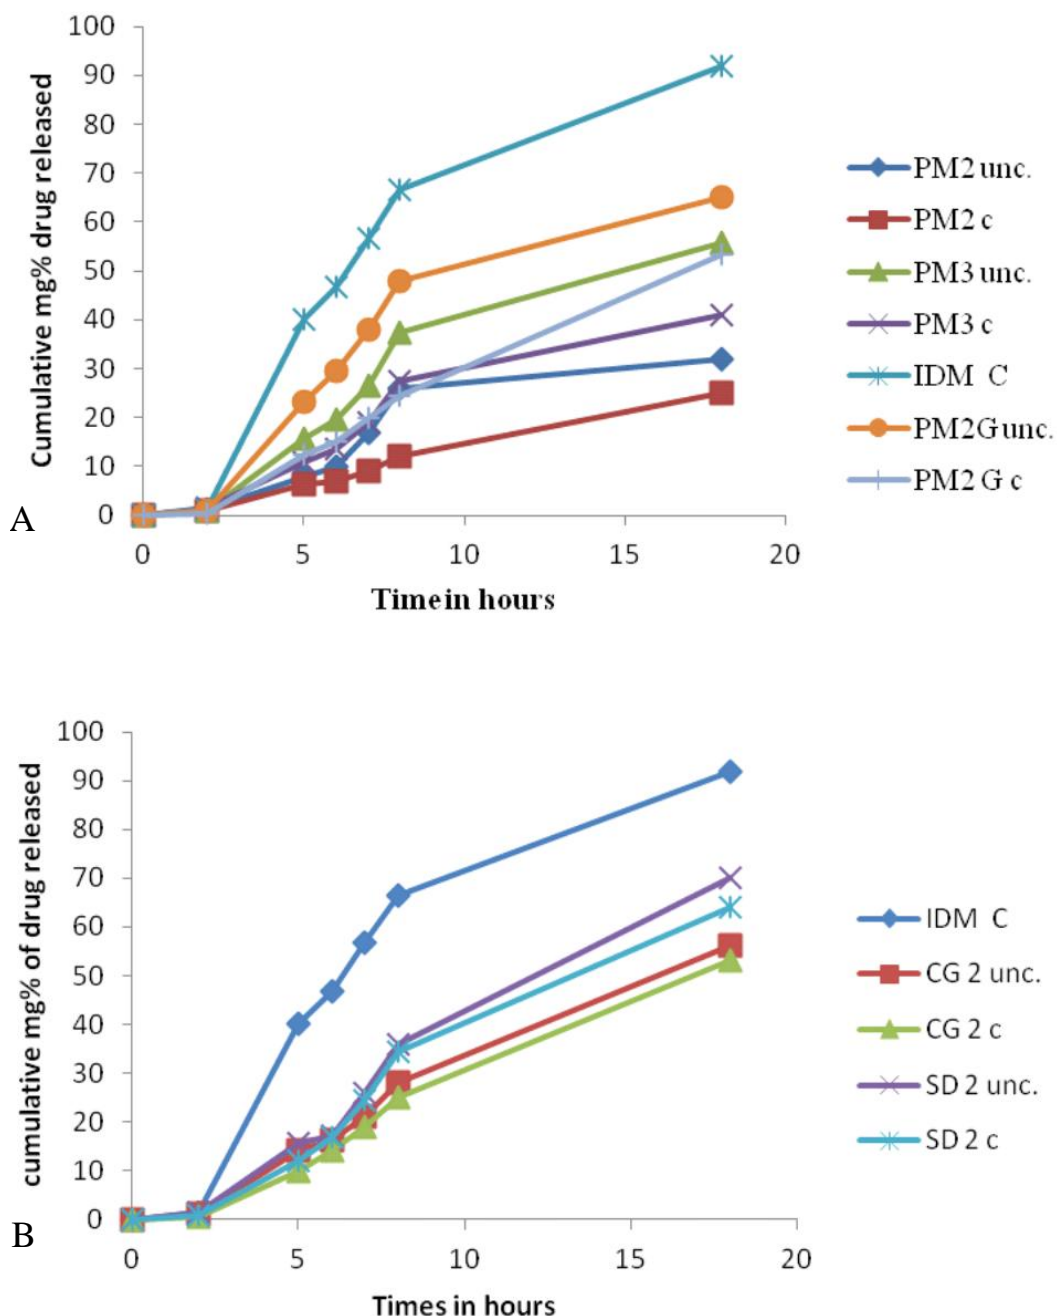 100
90
80
70
60
50
40
30
20
10
0
Cumulative mg% drug released
0 5 10 15 20
Time in hours
PM2 unc.
PM2 c
PM3 unc.
PM3 c
IDM C
PM2G unc.
PM2 G c
A
100
90
80
70
60
50
40
30
20
10
0
cumulative mg% of drug released
0 5 10 15 20
Times in hours
IDM C
CG 2 unc.
CG 2 c
SD 2 unc.
SD 2 c
B